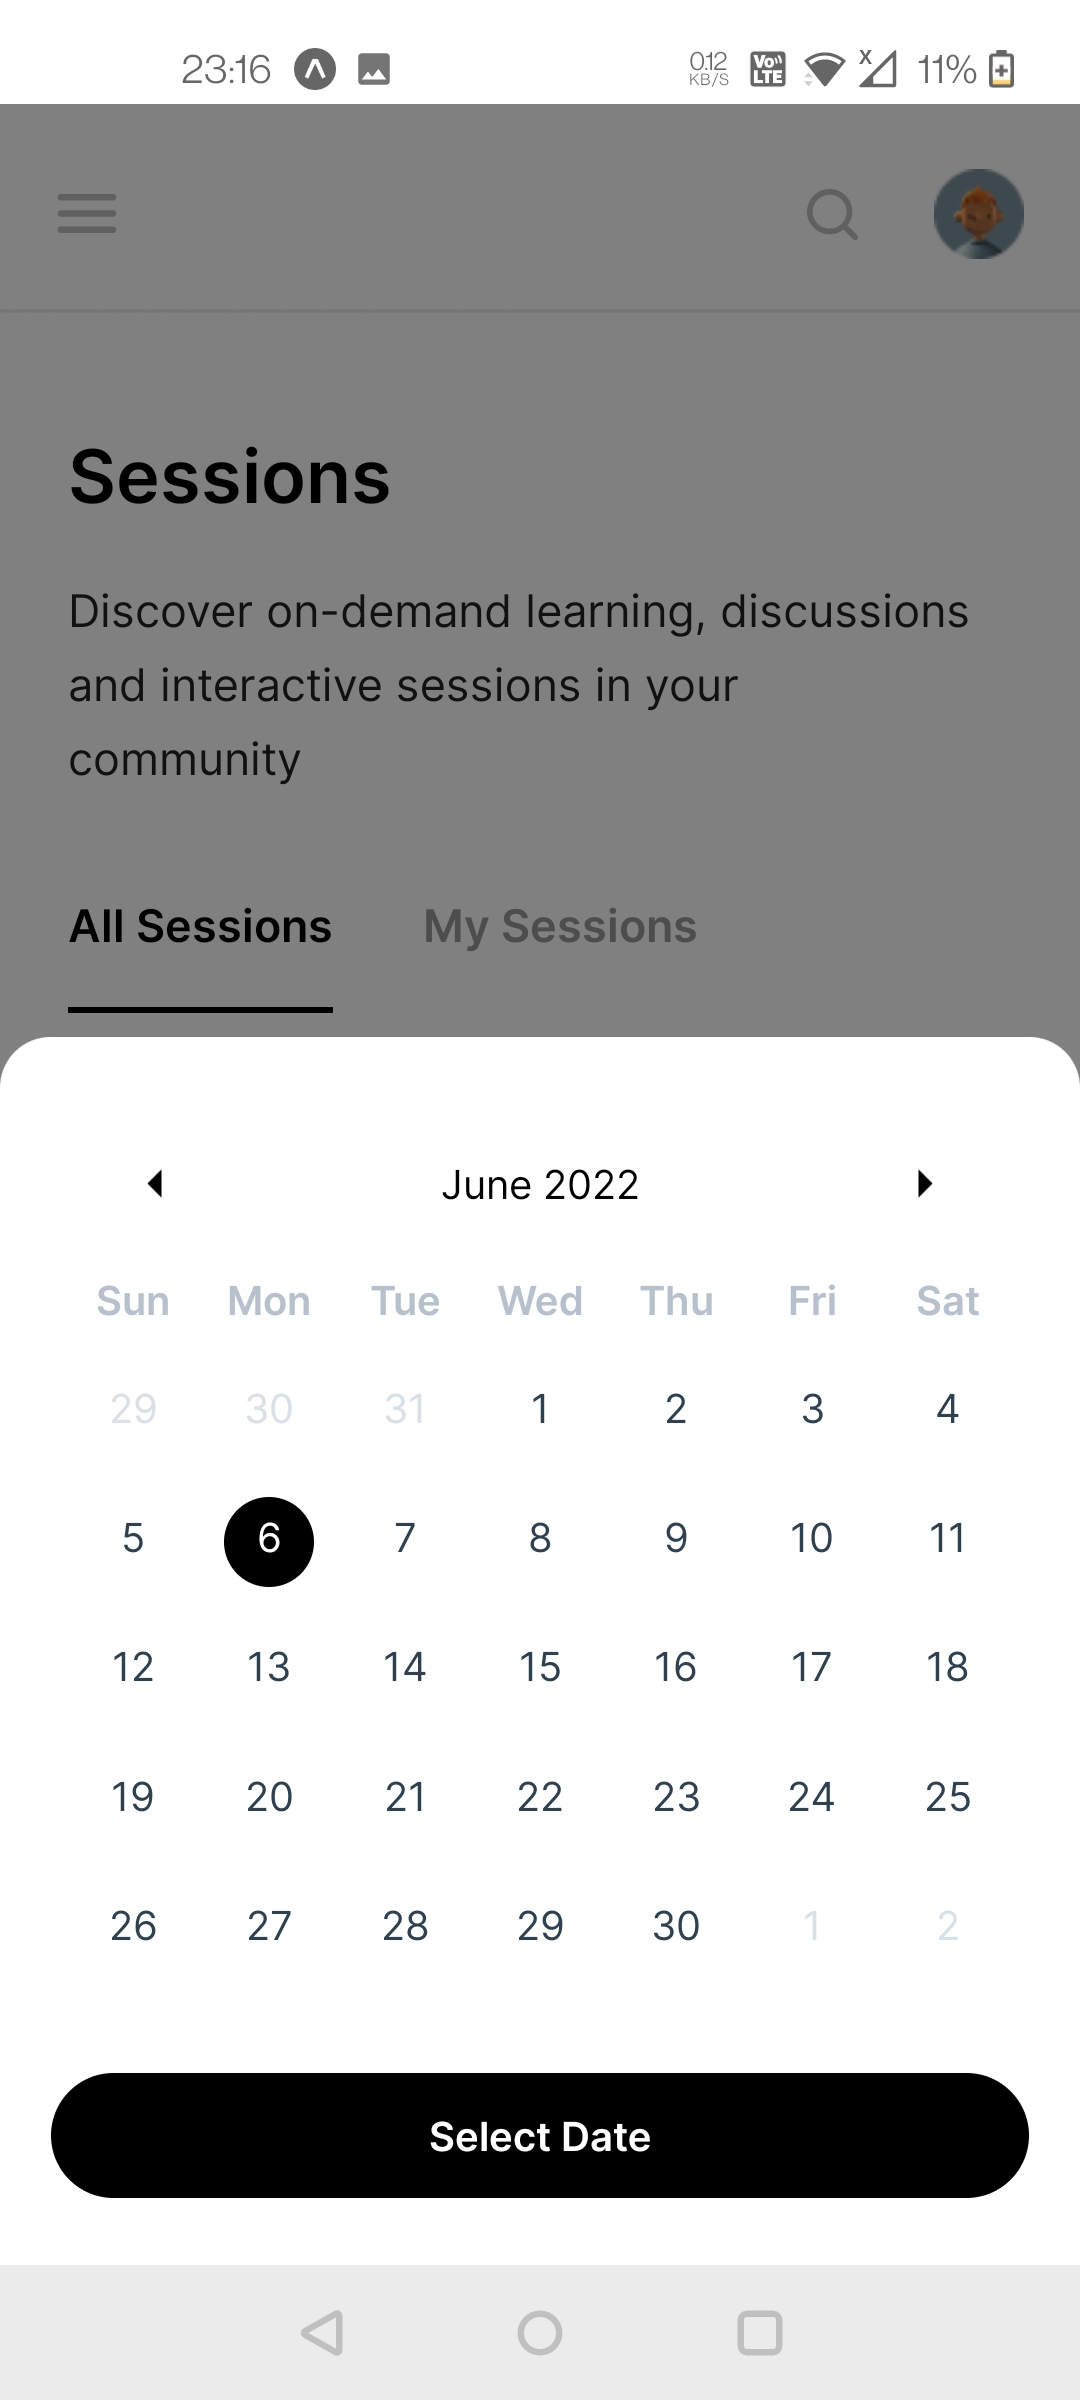 23:16 0.12 KB/S Vo LTE X 11%
Sessions
Discover on-demand learning, discussions
and interactive sessions in your
community
All Sessions My Sessions
June 2022
Sun Mon Tue Wed Thu Fri Sat
29 30 31 1 2 3 4
5 6 7 8 9 10 11
12 13 14 15 16 17 18
19 20 21 22 23 24 25
26 27 28 29 30 1 2
Select Date